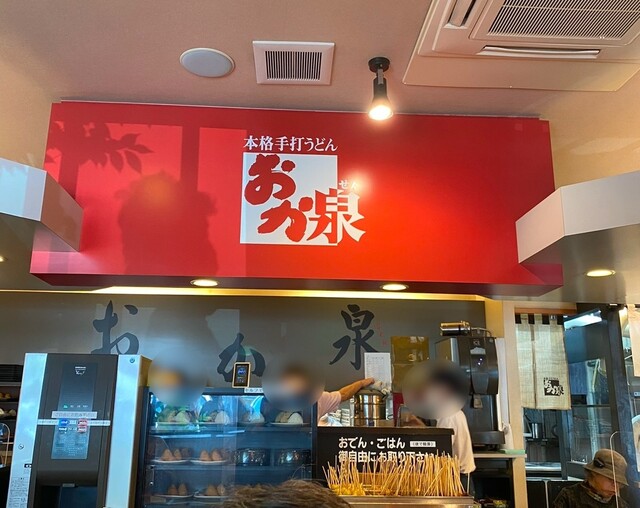 本格手打うどん
おか泉
せん
おか泉
おでん・ごはん
御自由にお取り下さい
おか泉